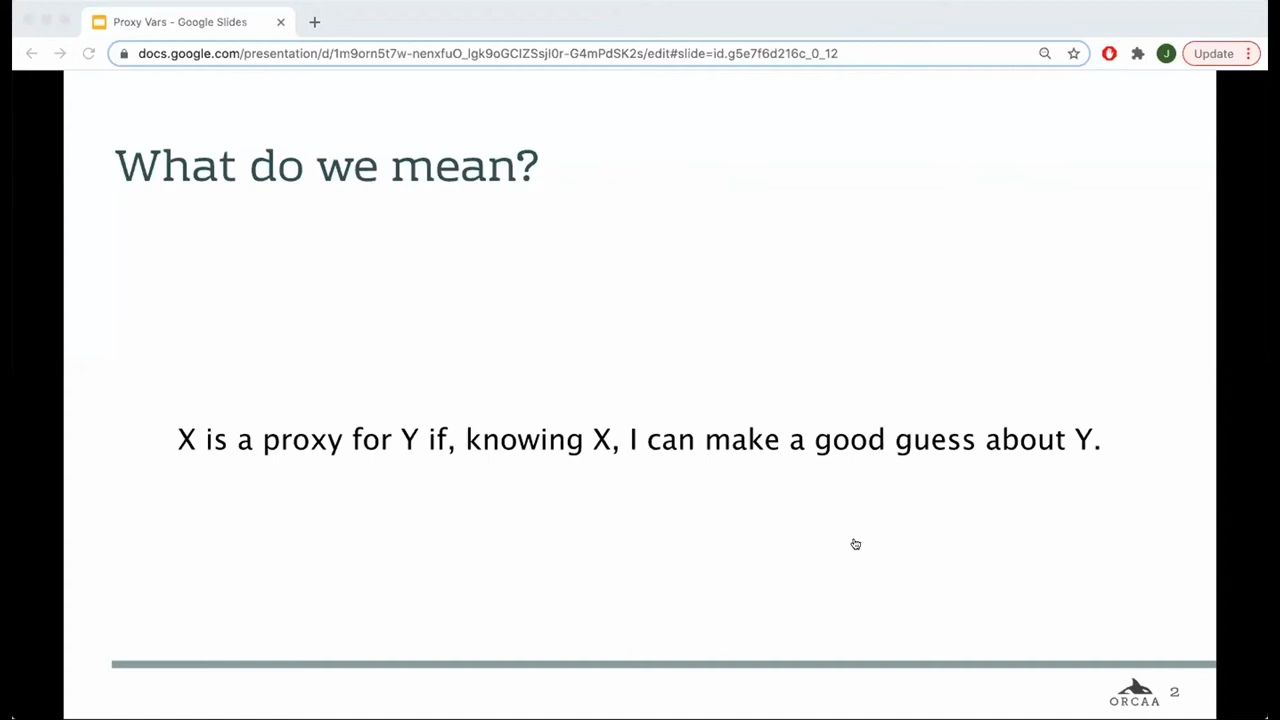 Proxy Vars - Google Slides
docs.google.com/presentation/d/1m9orn5t7w-nenxfuO_lgk9oGCIZSsjI0r-G4mPdSK2s/edit#slide=id.g5e7f6d216c_0_12
J
Update
What do we mean?
X is a proxy for Y if, knowing X, I can make a good guess about Y.
ORCAA
2